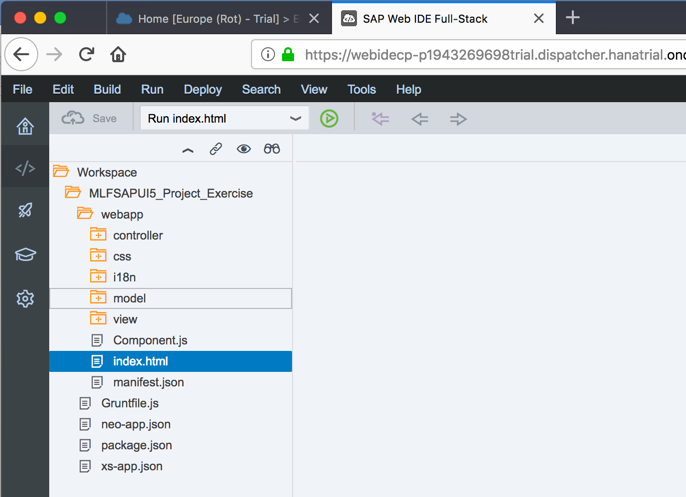 Home [Europe (Rot) - Trial] > E
SAP Web IDE Full-Stack
https://webidecp-p1943269698trial.dispatcher.hanatrial.ond
File Edit Build Run Deploy Search View Tools Help
Save Run index.html
Workspace
MLFSAPUI5_Project_Exercise
webapp
controller
css
i18n
model
view
Component.js
index.html
manifest.json
Gruntfile.js
neo-app.json
package.json
xs-app.json